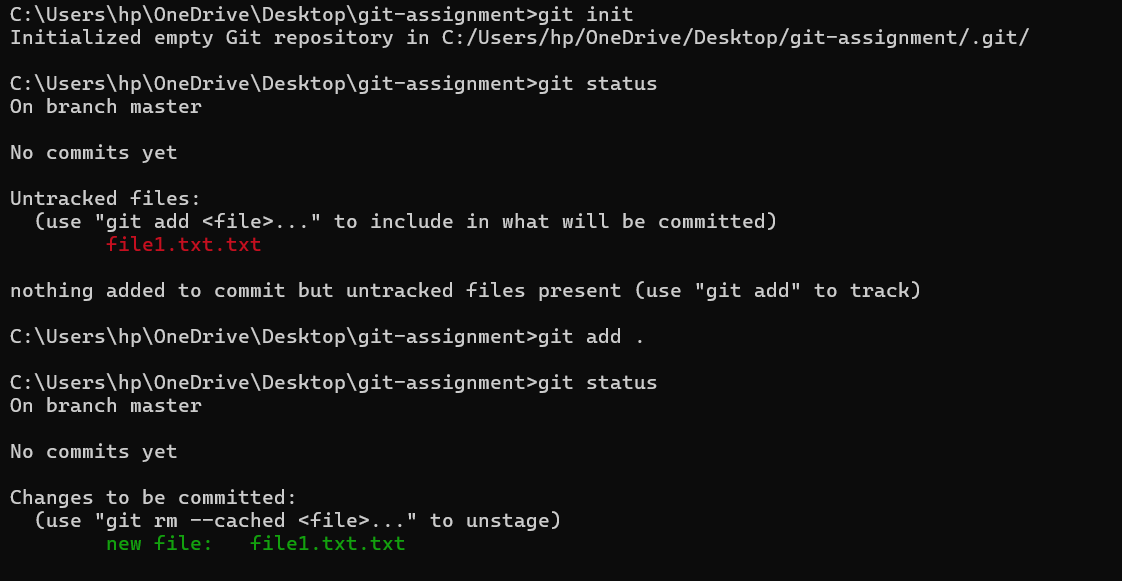 C:\Users\hp\OneDrive\Desktop\git-assignment>git init
Initialized empty Git repository in C:/Users/hp/OneDrive/Desktop/git-assignment/.git/
C:\Users\hp\OneDrive\Desktop\git-assignment>git status
On branch master
No commits yet
Untracked files:
  (use "git add <file>..." to include in what will be committed)
        file1.txt.txt
nothing added to commit but untracked files present (use "git add" to track)
C:\Users\hp\OneDrive\Desktop\git-assignment>git add .
C:\Users\hp\OneDrive\Desktop\git-assignment>git status
On branch master
No commits yet
Changes to be committed:
  (use "git rm --cached <file>..." to unstage)
        new file:   file1.txt.txt